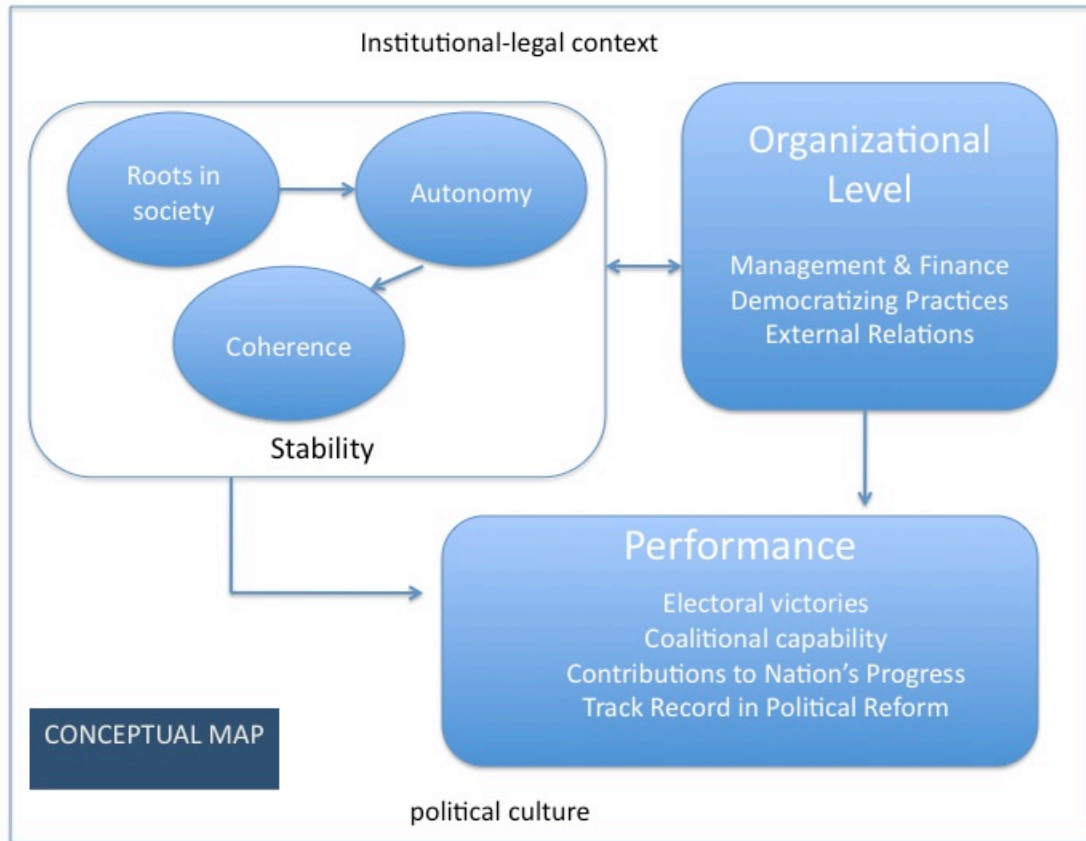 Institutional-legal context
Roots in
society
Autonomy
Coherence
Stability
Organizational
Level
Management & Finance
Democratizing Practices
External Relations
Performance
Electoral victories
Coalitional capability
Contributions to Nation’s Progress
Track Record in Political Reform
CONCEPTUAL MAP
political culture